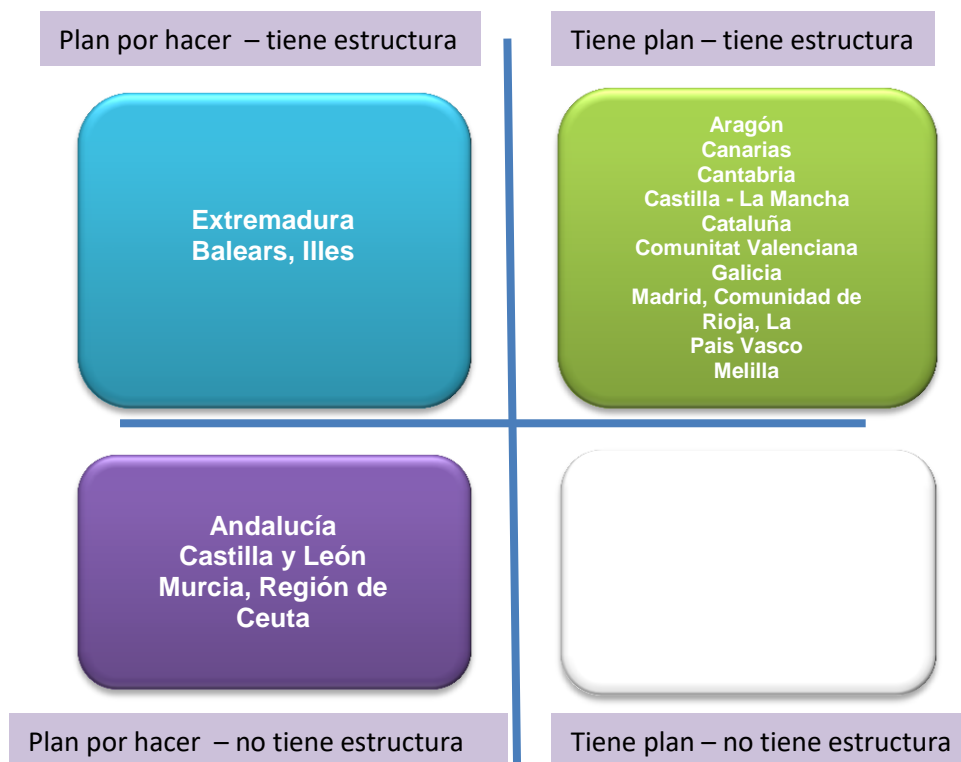 Plan por hacer – tiene estructura
Tiene plan – tiene estructura
Extremadura
Balears, Illes
Aragón
Canarias
Cantabria
Castilla - La Mancha
Cataluña
Comunitat Valenciana
Galicia
Madrid, Comunidad de
Rioja, La
Pais Vasco
Melilla
Andalucía
Castilla y León
Murcia, Región de
Ceuta
Plan por hacer – no tiene estructura
Tiene plan – no tiene estructura